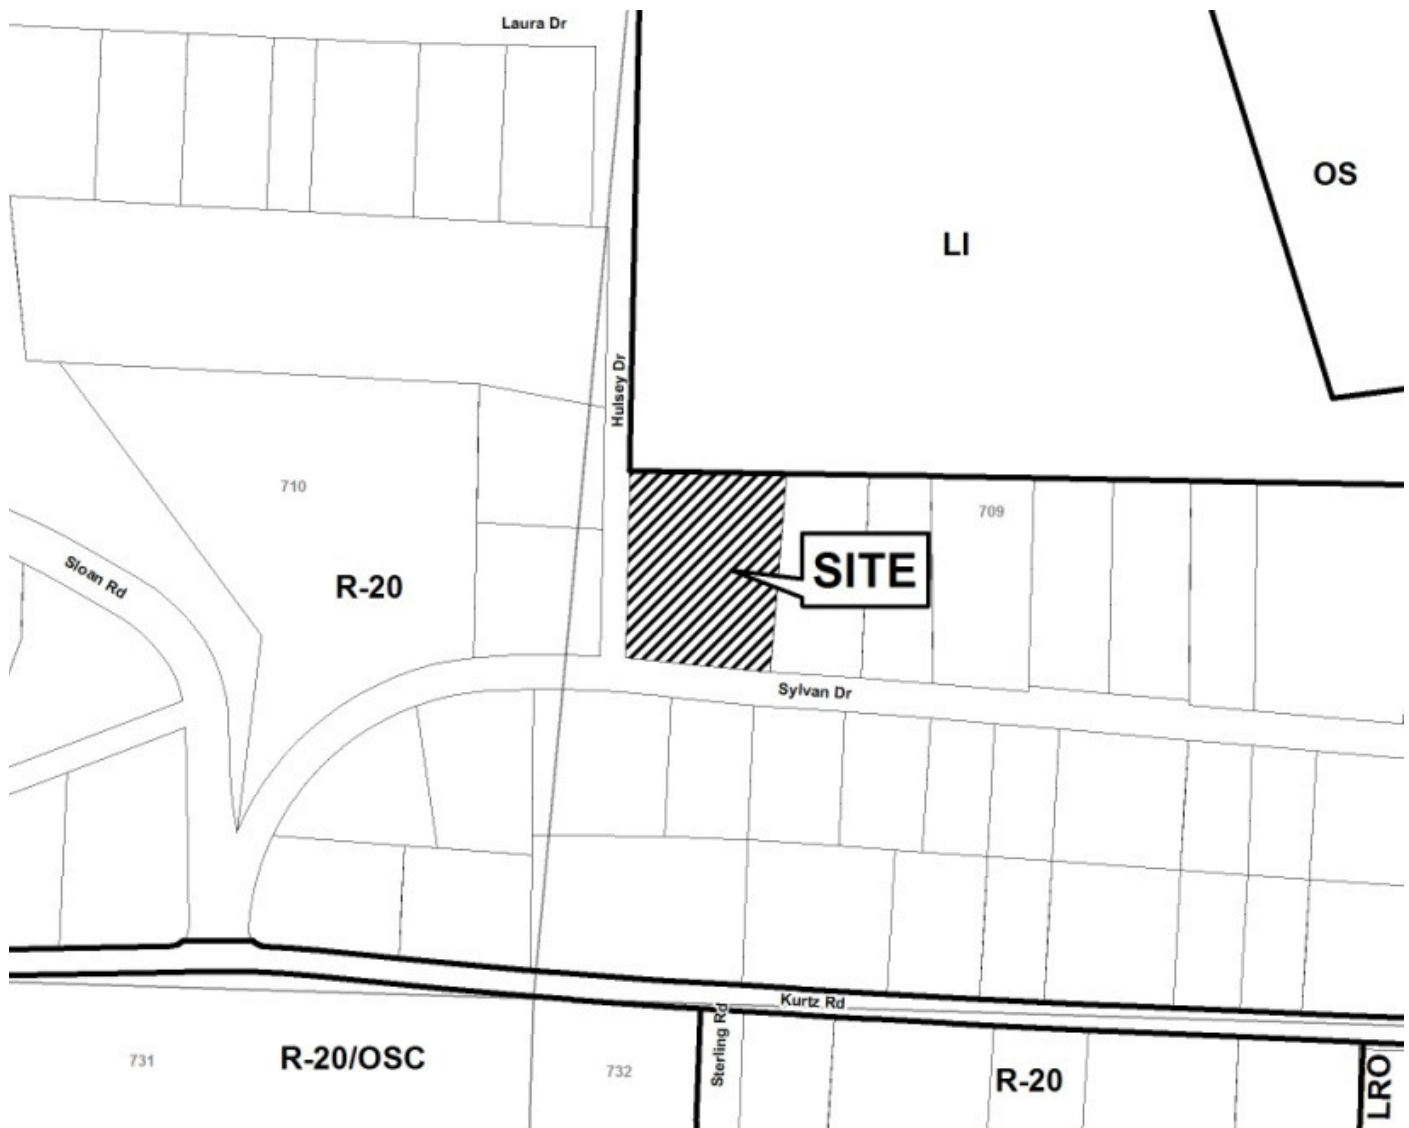 Laura Dr
OS
LI
Hulsey Dr
710
709
Sloan Rd
R-20
SITE
Sylvan Dr
Kurtz Rd
Sterling Rd
731
R-20/OSC
732
R-20
LRO